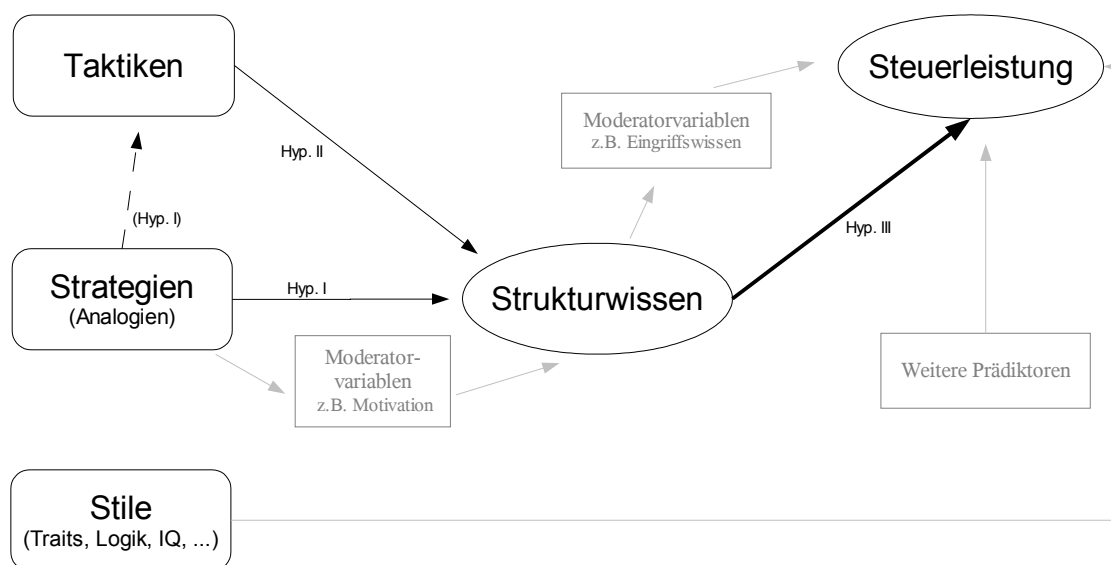 Taktiken
Steuerleistung
Moderatorvariablen
z.B. Eingriffswissen
Hyp. II
(Hyp. I)
Hyp. III
Strategien
(Analogien)
Hyp. I
Strukturwissen
Moderator-
variablen
z.B. Motivation
Weitere Prädiktoren
Stile
(Traits, Logik, IQ, ...)